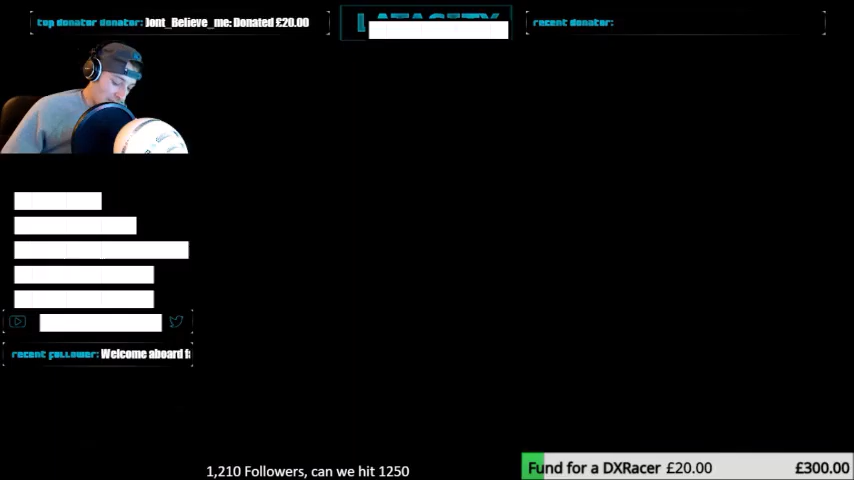 top donator donator: Dont_Believe_me: Donated £20.00
recent donator:
recent follower: Welcome aboard
1,210 Followers, can we hit 1250
Fund for a DXRacer £20.00 £300.00